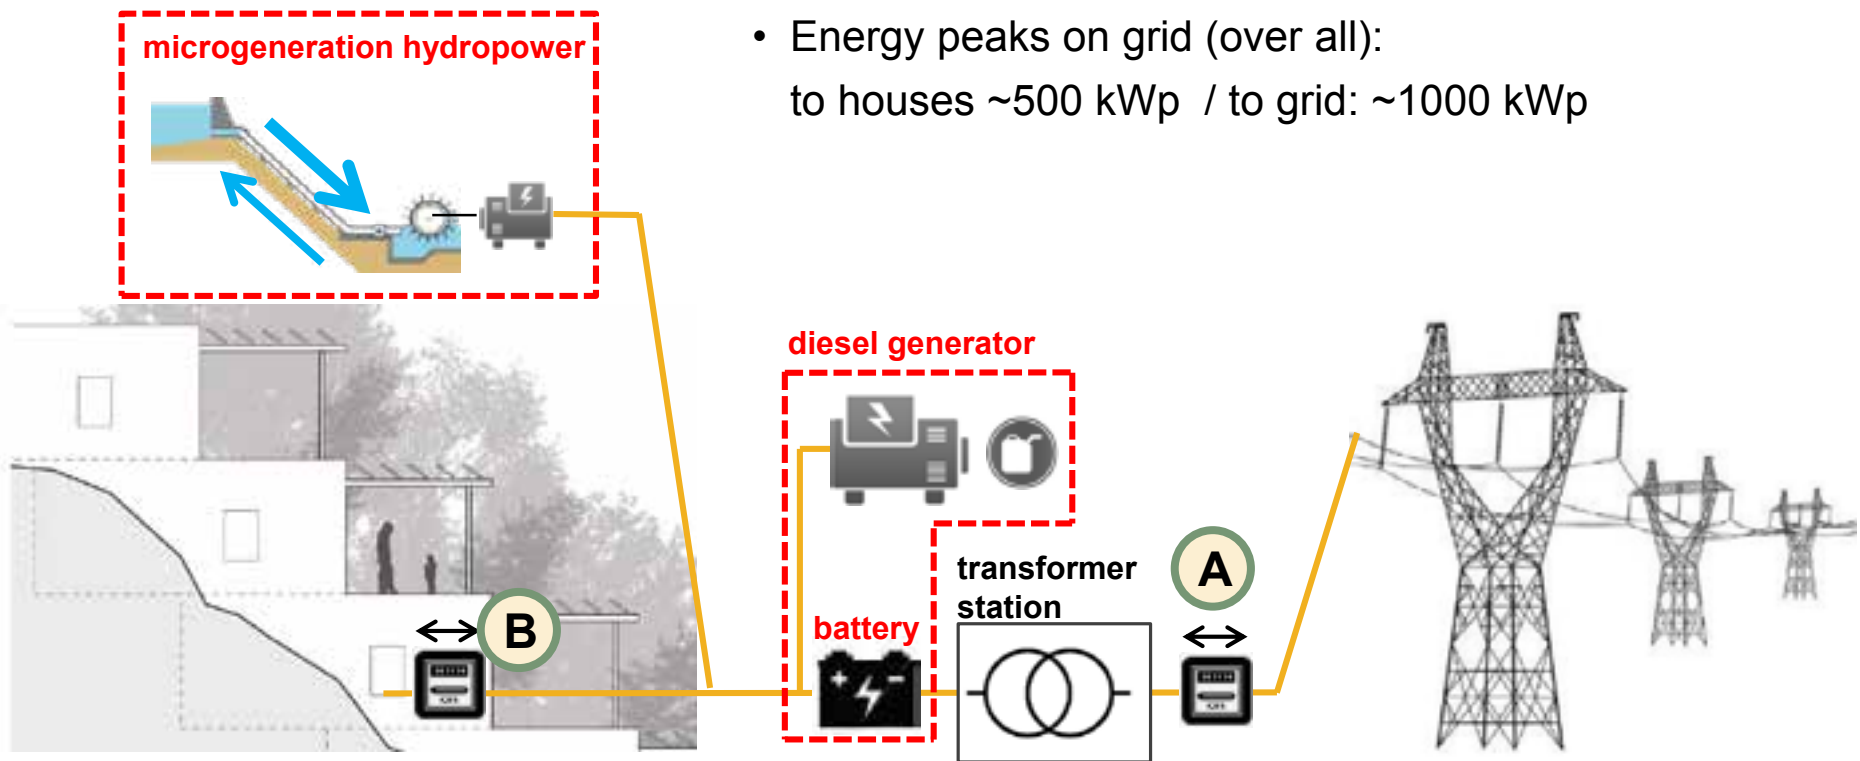 microgeneration hydropower
• Energy peaks on grid (over all):
to houses ~500 kWp / to grid: ~1000 kWp
diesel generator
transformer
station
A
B
battery
+ -